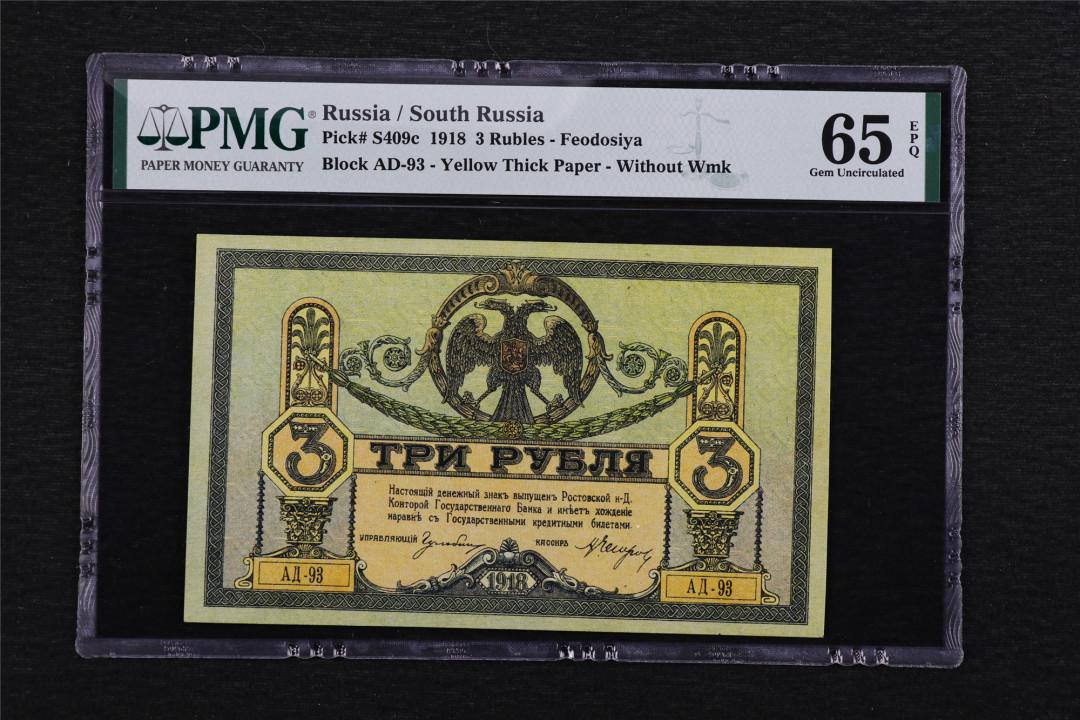 PMG®
PAPER MONEY GUARANTY
Russia / South Russia
Pick# S409c 1918 3 Rubles - Feodosiya
Block AD-93 - Yellow Thick Paper - Without Wmk
65
EPQ
Gem Uncirculated
3
3
ТРИ РУБЛЯ
Настоящій денежный знакъ выпущенъ Ростовской н-Д.
Конторой Государственнаго Банка и имѣетъ хожденіе
наравнѣ съ Государственными кредитными билетами.
УПРАВЛЯЮЩІЙ
КАССИРЪ
АД-93
1918
АД-93